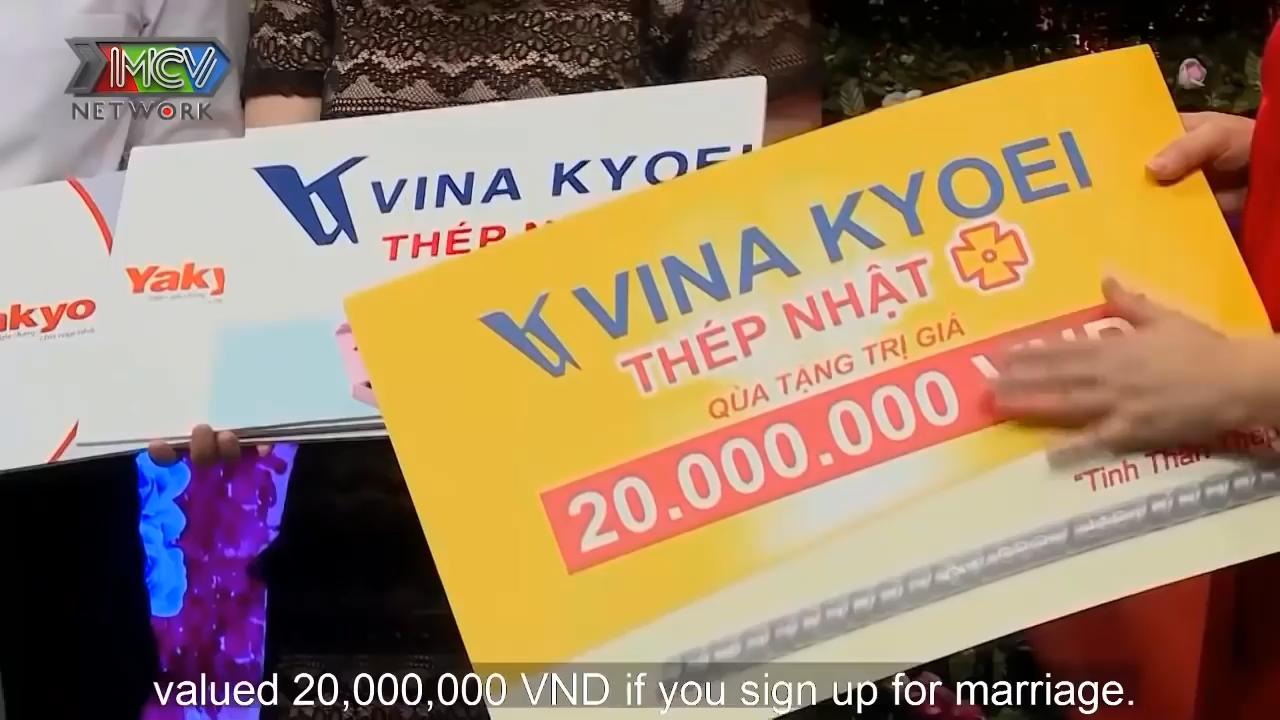 MCV
NETWORK
VINA KYOEI
THÉP
Yaky
akyo
VINA KYOEI
THÉP NHẬT
QÙA TẶNG TRỊ GIÁ
20.000.000 VND
"Tinh Thần Thép
valued 20,000,000 VND if you sign up for marriage.